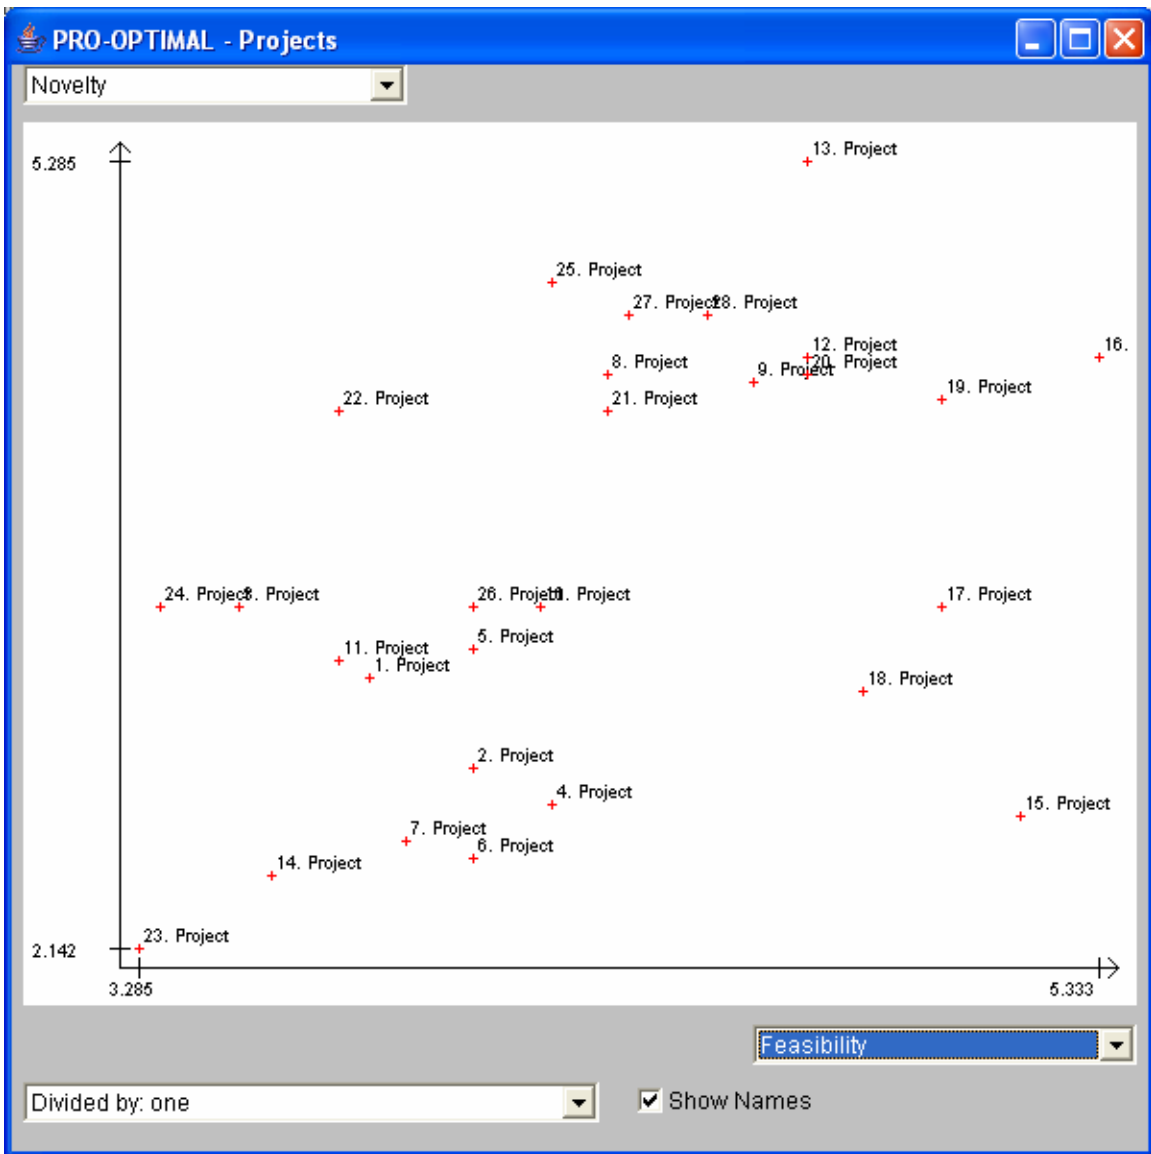 PRO-OPTIMAL - Projects
Novelty
5.285
13. Project
25. Project
27. Project
28. Project
12. Project
16.
8. Project
20. Project
9. Project
19. Project
22. Project
21. Project
24. Project
3. Project
26. Project
10. Project
17. Project
5. Project
11. Project
1. Project
18. Project
2. Project
4. Project
15. Project
7. Project
6. Project
14. Project
23. Project
2.142
3.285
5.333
Feasibility
Divided by: one
Show Names